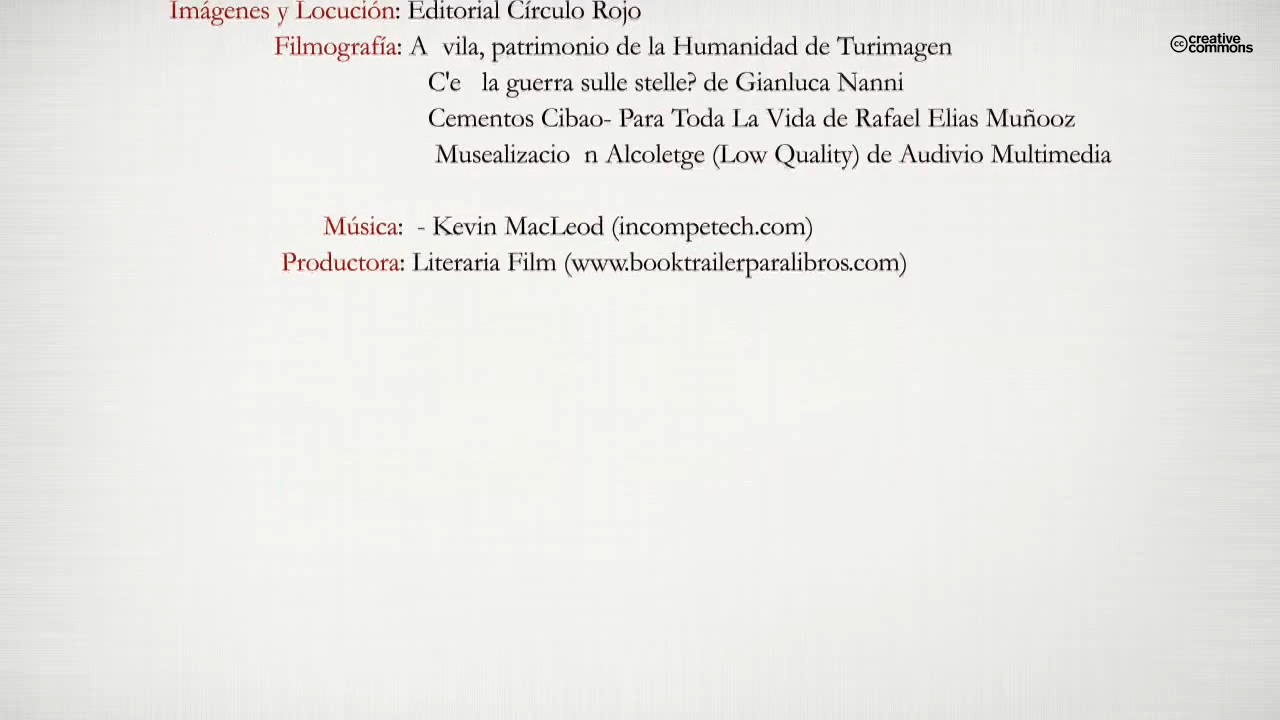 Imágenes y Locución: Editorial Círculo Rojo
Filmografía: A  vila, patrimonio de la Humanidad de Turimagen
C'e   la guerra sulle stelle? de Gianluca Nanni
Cementos Cibao- Para Toda La Vida de Rafael Elias Muñooz
Musealizacio  n Alcoletge (Low Quality) de Audivio Multimedia
Música:  - Kevin MacLeod (incompetech.com)
Productora: Literaria Film (www.booktrailerparalibros.com)
cc creative commons